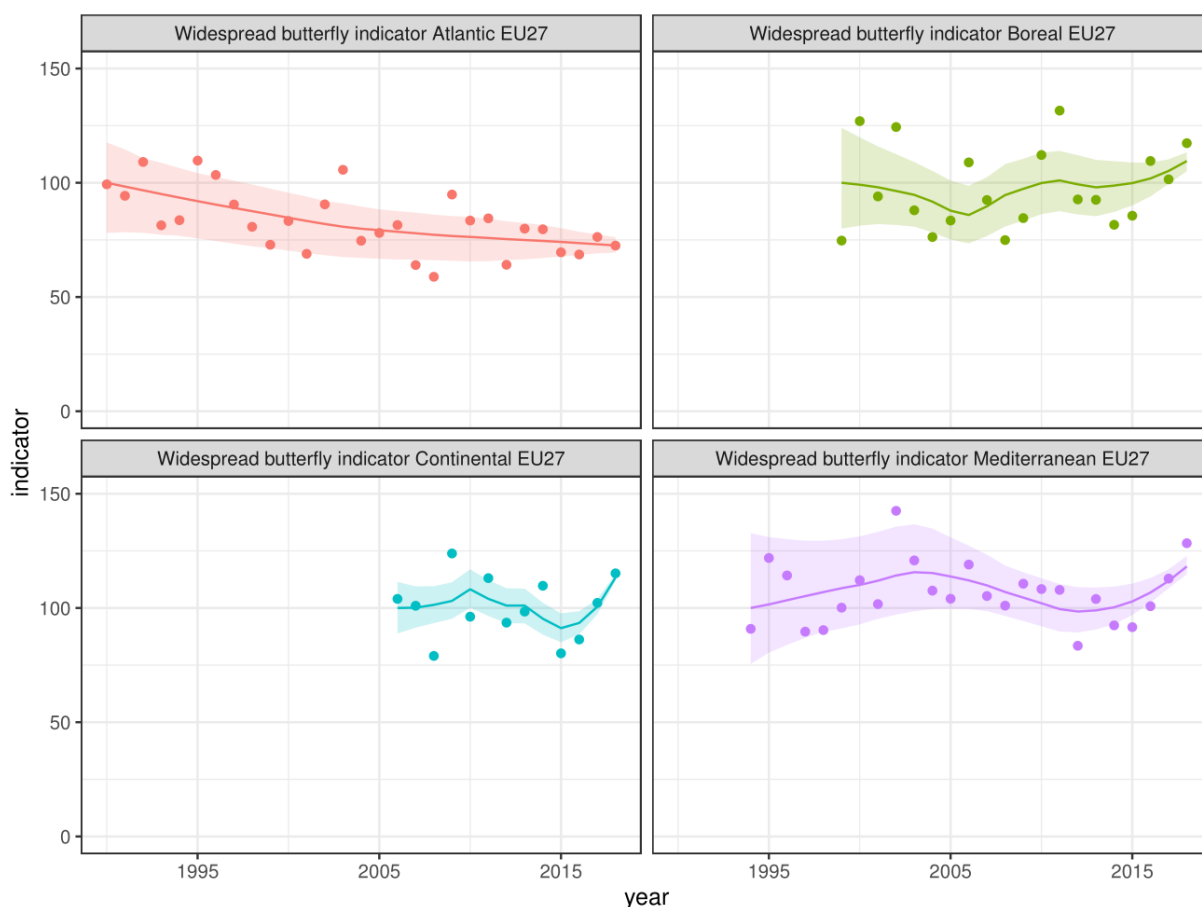 Widespread butterfly indicator Atlantic EU27
Widespread butterfly indicator Boreal EU27
150
100
50
0
indicator
Widespread butterfly indicator Continental EU27
Widespread butterfly indicator Mediterranean EU27
150
100
50
0
1995
2005
2015
1995
2005
2015
year